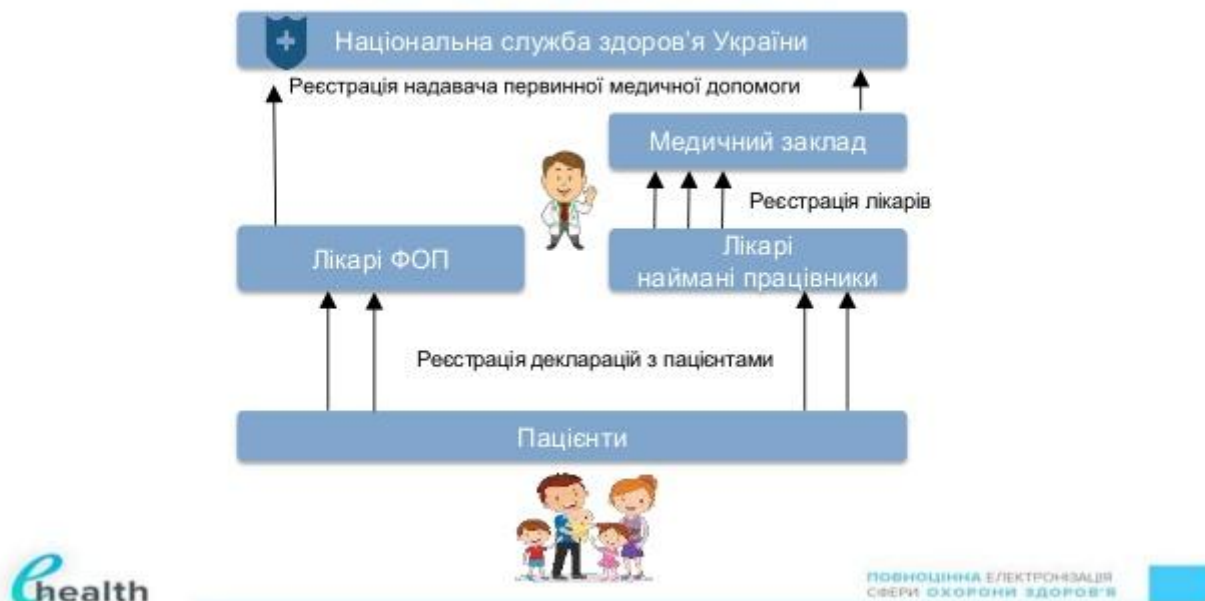 Національна служба здоров'я України
Реєстрація надавача первинної медичної допомоги
Медичний заклад
Реєстрація лікарів
Лікарі ФОП
Лікарі
наймані працівники
Реєстрація декларацій з пацієнтами
Пацієнти
ehealth
ПОВНОЦІННА ЕЛЕКТРОНІЗАЦІЯ
СФЕРИ ОХОРОНИ ЗДОРОВ'Я